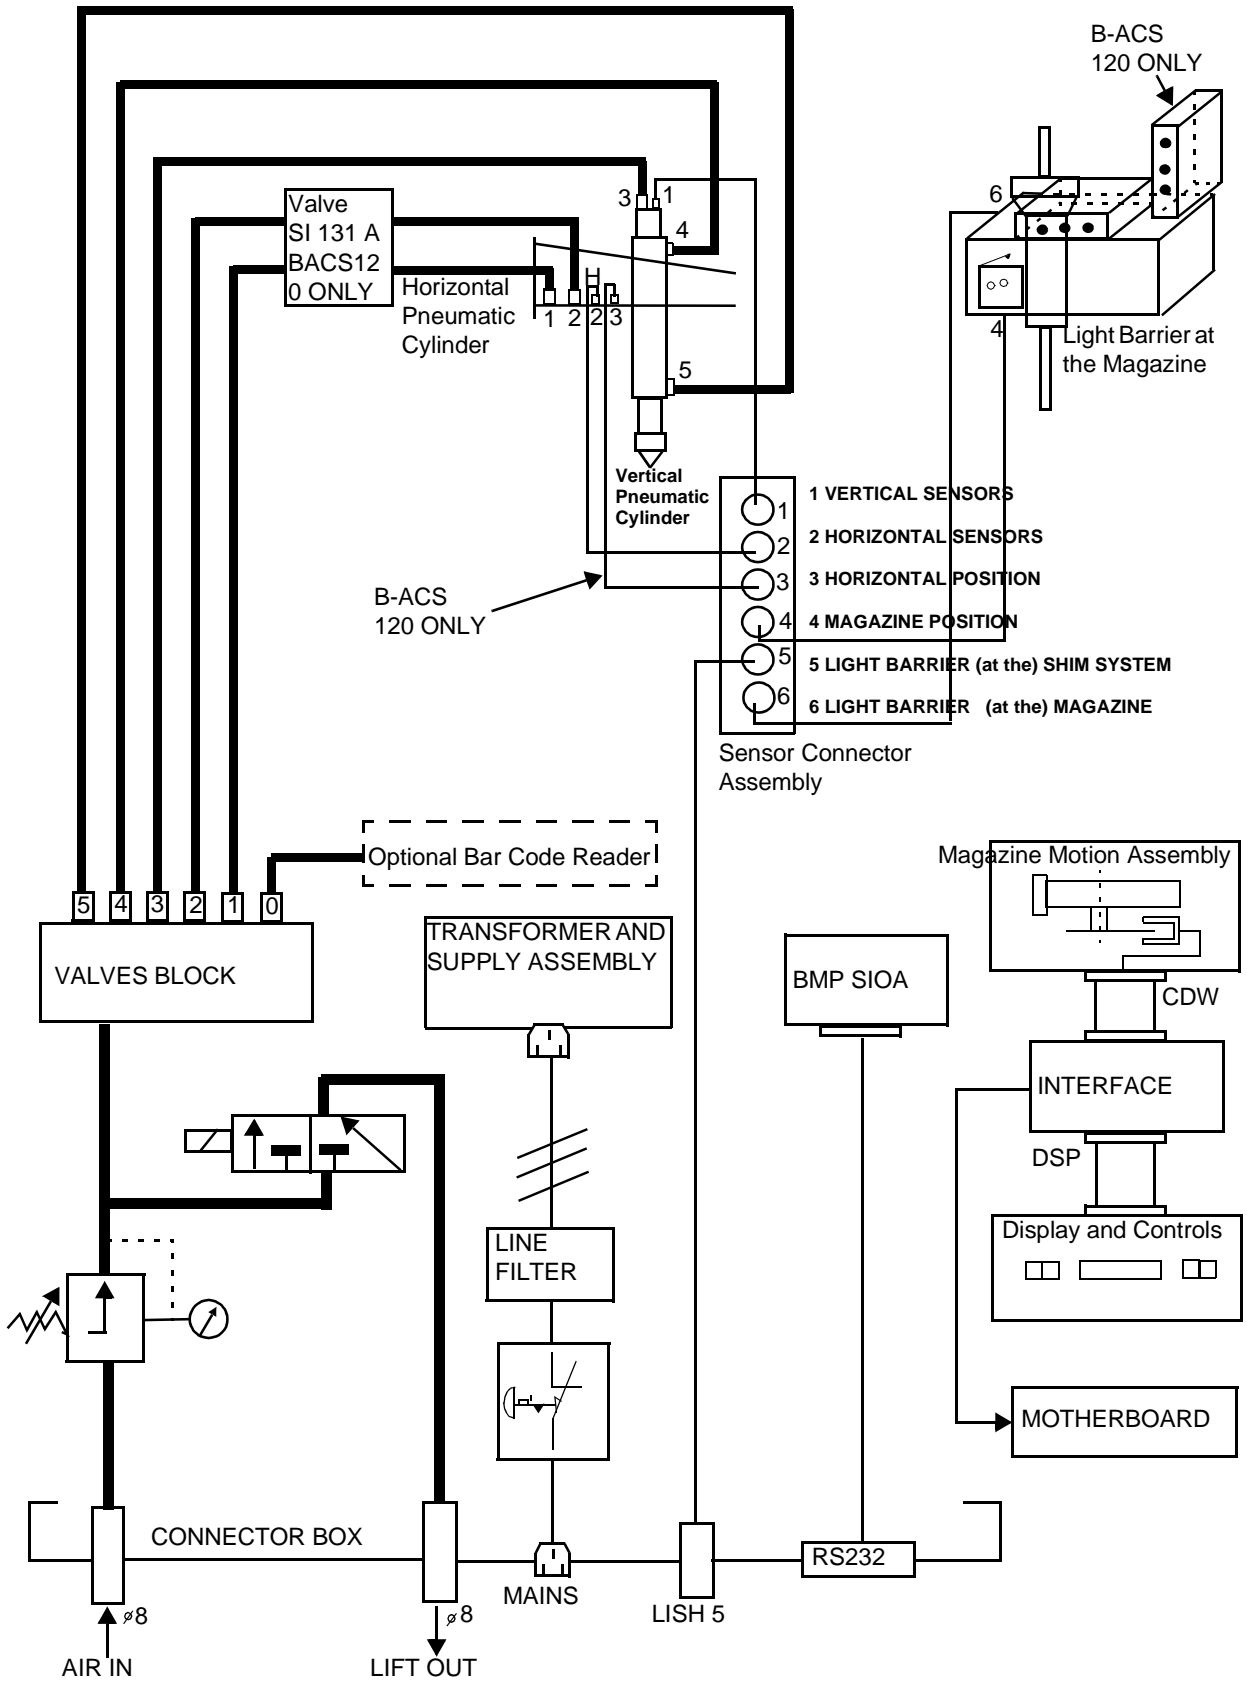 B-ACS
120 ONLY
6
4
Light Barrier at
the Magazine
Valve
SI 131 A
BACS12
0 ONLY
3
1
4
5
H
1
2
2
3
Horizontal
Pneumatic
Cylinder
Vertical
Pneumatic
Cylinder
B-ACS
120 ONLY
1
2
3
4
5
6
1 VERTICAL SENSORS
2 HORIZONTAL SENSORS
3 HORIZONTAL POSITION
4 MAGAZINE POSITION
5 LIGHT BARRIER (at the) SHIM SYSTEM
6 LIGHT BARRIER (at the) MAGAZINE
Sensor Connector
Assembly
Optional Bar Code Reader
5 4 3 2 1 0
VALVES BLOCK
TRANSFORMER AND
SUPPLY ASSEMBLY
BMP SIOA
Magazine Motion Assembly
CDW
INTERFACE
DSP
Display and Controls
MOTHERBOARD
LINE
FILTER
CONNECTOR BOX
MAINS
LISH 5
RS232
⌀8
AIR IN
⌀8
LIFT OUT